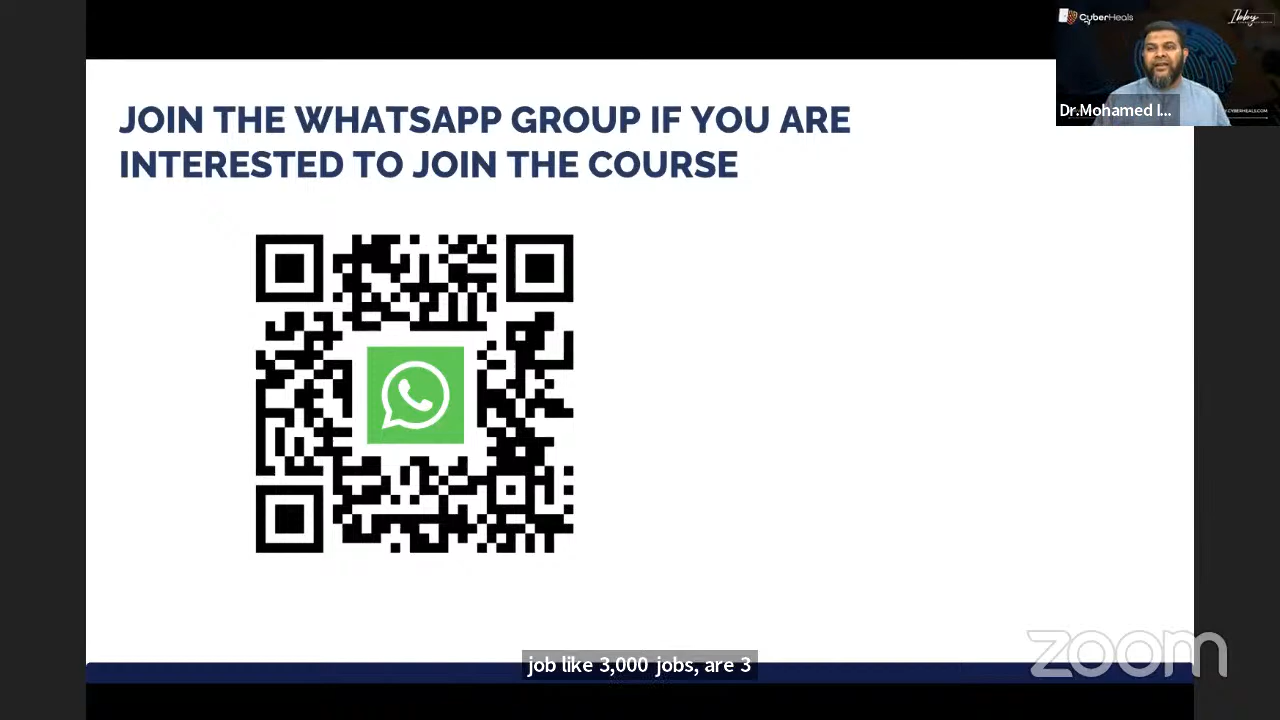 CyberHeals
Ibby
Dr.Mohamed I...
JOIN THE WHATSAPP GROUP IF YOU ARE
INTERESTED TO JOIN THE COURSE
zoom
job like 3,000 jobs, are 3